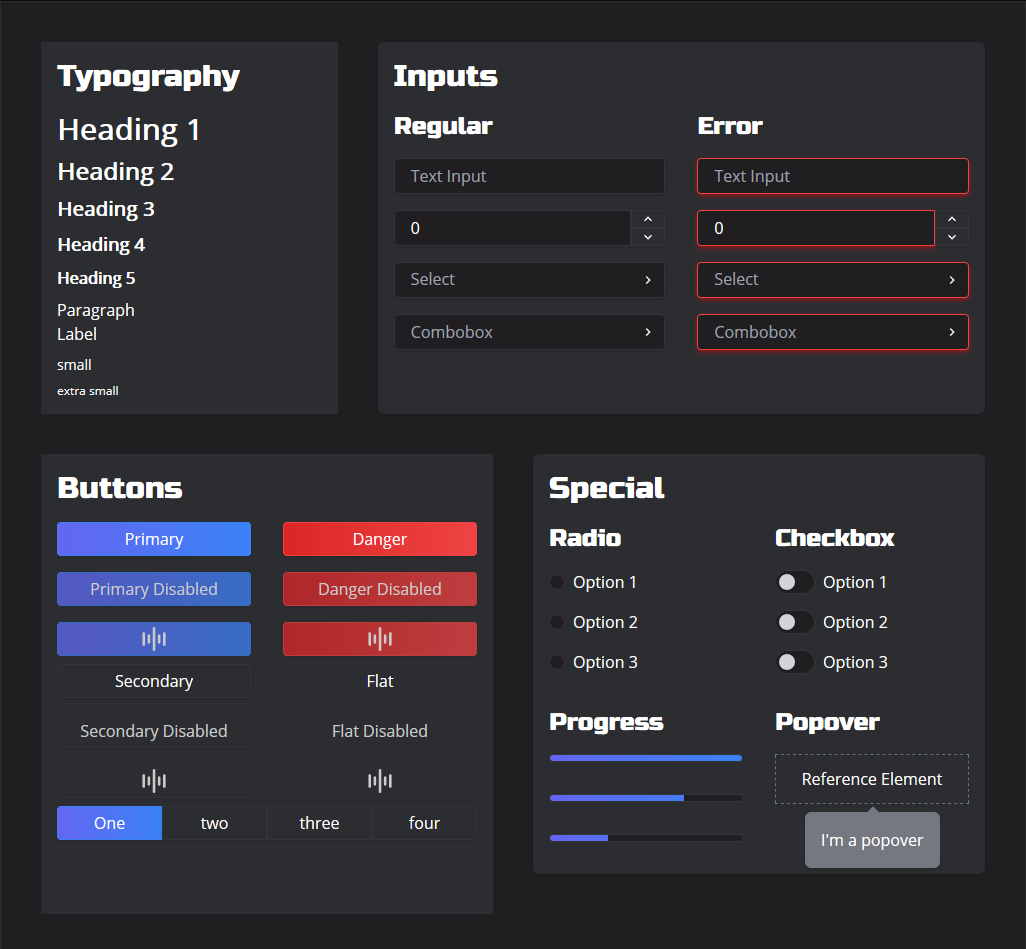 Typography
Heading 1
Heading 2
Heading 3
Heading 4
Heading 5
Paragraph
Label
small
extra small
Inputs
Regular
Text Input
0
Select
Combobox
Error
Text Input
0
Select
Combobox
Buttons
Primary
Danger
Primary Disabled
Danger Disabled
Secondary
Flat
Secondary Disabled
Flat Disabled
One two three four
Special
Radio
Option 1
Option 2
Option 3
Checkbox
Option 1
Option 2
Option 3
Progress
Popover
Reference Element
I'm a popover